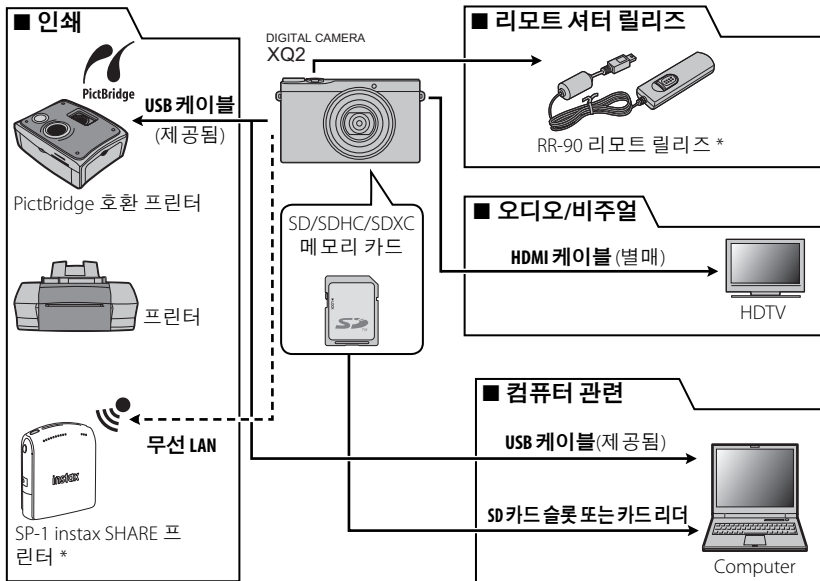 ■ 인쇄
PictBridge
USB 케이블
(제공됨)
PictBridge 호환 프린터
프린터
무선 LAN
instax
SP-1 instax SHARE 프
린터 *
DIGITAL CAMERA
XQ2
SD/SDHC/SDXC
메모리 카드
SD
■ 리모트 셔터 릴리즈
RR-90 리모트 릴리즈 *
■ 오디오/비주얼
HDMI 케이블 (별매)
HDTV
■ 컴퓨터 관련
USB 케이블(제공됨)
SD 카드 슬롯 또는 카드 리더
Computer